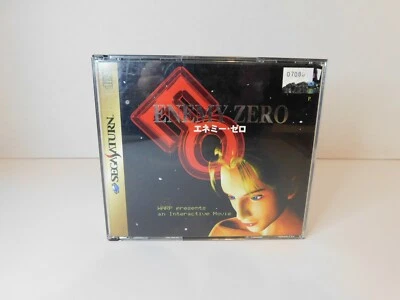 ENEMY ZERO
エネミー・ゼロ
WARP presents
an Interactive Movie
SEGA SATURN